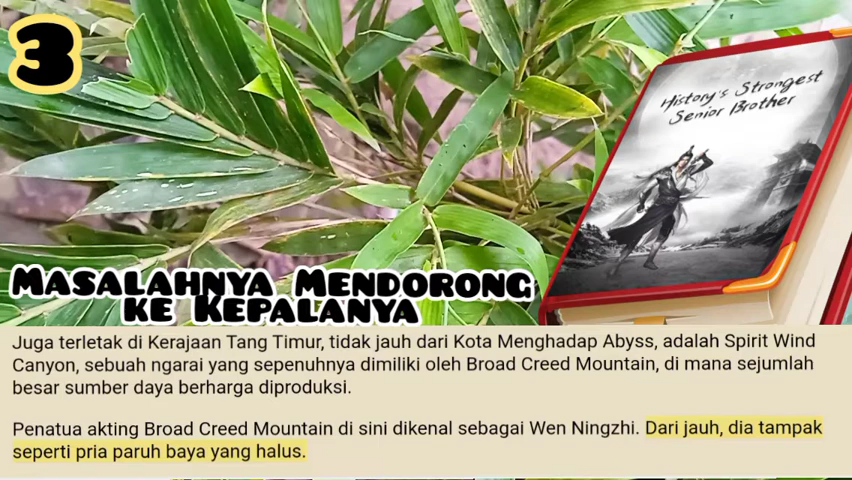 3
History's Strongest
Senior Brother
Masalahnya Mendorong
ke Kepalanya
Juga terletak di Kerajaan Tang Timur, tidak jauh dari Kota Menghadap Abyss, adalah Spirit Wind
Canyon, sebuah ngarai yang sepenuhnya dimiliki oleh Broad Creed Mountain, di mana sejumlah
besar sumber daya berharga diproduksi.
Penatua akting Broad Creed Mountain di sini dikenal sebagai Wen Ningzhi. Dari jauh, dia tampak
seperti pria paruh baya yang halus.